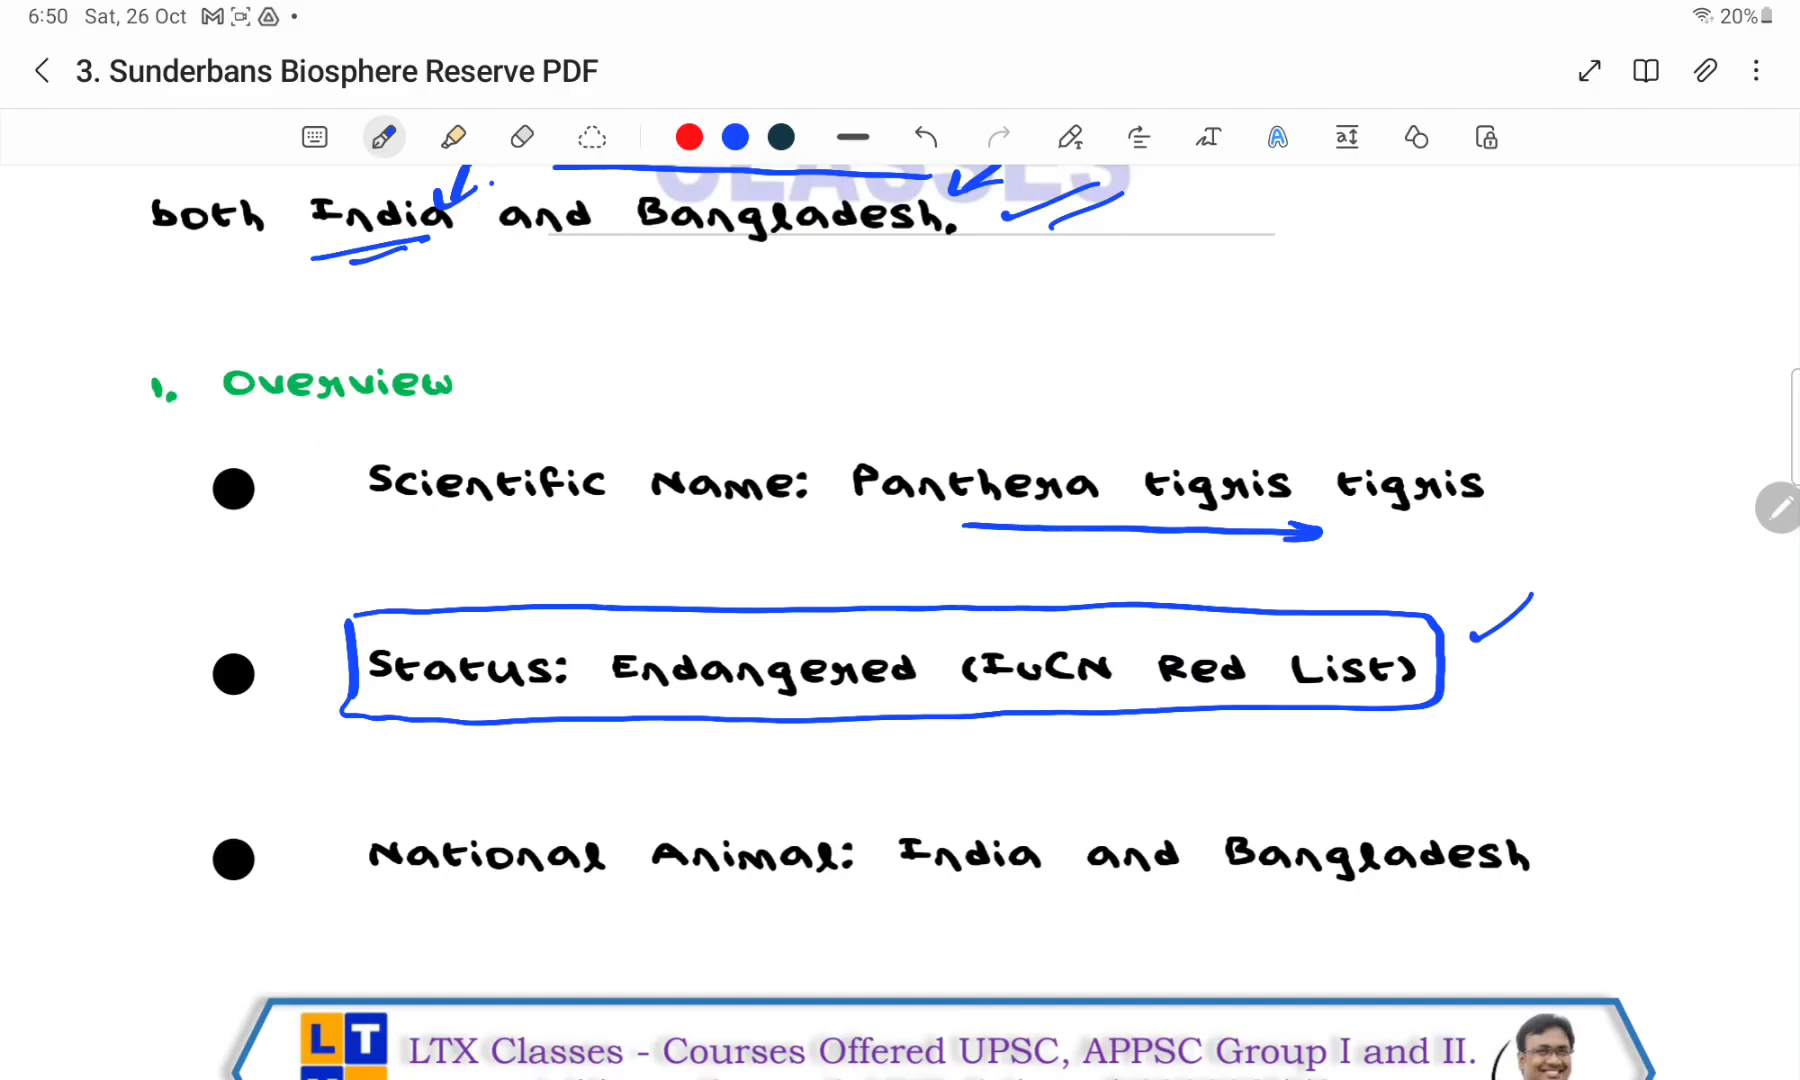 6:50 Sat, 26 Oct
20%
3. Sunderbans Biosphere Reserve PDF
CLASSES
both India and Bangladesh.
1. Overview
Scientific Name: Panthera tigris tigris
Status: Endangered (IUCN Red List)
National Animal: India and Bangladesh
LT
LTX Classes - Courses Offered UPSC, APPSC Group I and II.